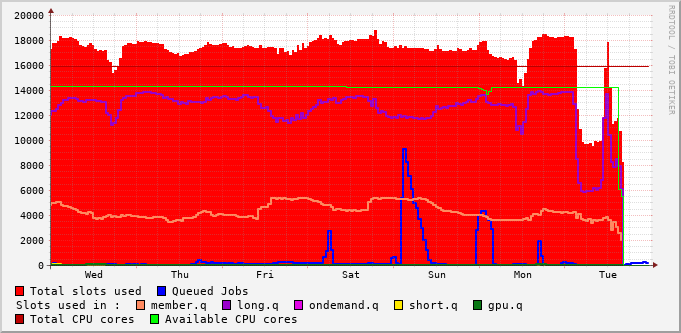 20000
18000
16000
14000
12000
10000
8000
6000
4000
2000
0
Wed Thu Fri Sat Sun Mon Tue
Total slots used Queued Jobs
Slots used in : member.q long.q ondemand.q short.q gpu.q
Total CPU cores Available CPU cores
RRDTOOL / TOBI OETIKER